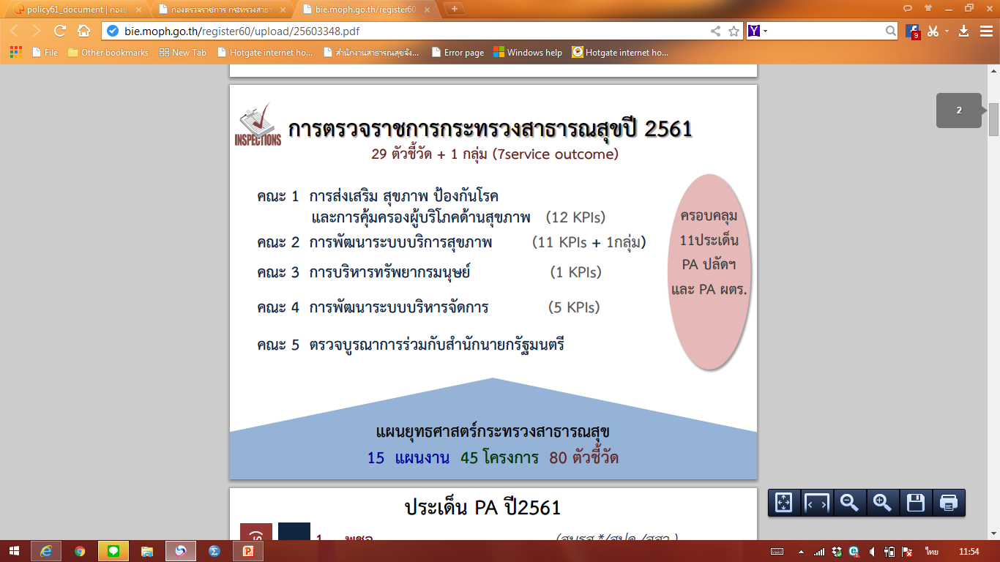 policy61_document | กองย
กองตรวจราชการ กระทรวงสาธา
bie.moph.go.th/register60
bie.moph.go.th/register60/upload/25603348.pdf
9
File
Other bookmarks
New Tab
Hotgate internet ho...
สำนักงานสาธารณสุขจัง...
Error page
Windows help
Hotgate internet ho...
2
INSPECTIONS
การตรวจราชการกระทรวงสาธารณสุขปี 2561
29 ตัวชี้วัด + 1 กลุ่ม (7service outcome)
คณะ 1 การส่งเสริม สุขภาพ ป้องกันโรค
และการคุ้มครองผู้บริโภคด้านสุขภาพ (12 KPIs)
คณะ 2 การพัฒนาระบบบริการสุขภาพ (11 KPIs + 1กลุ่ม)
คณะ 3 การบริหารทรัพยากรมนุษย์ (1 KPIs)
คณะ 4 การพัฒนาระบบบริหารจัดการ (5 KPIs)
คณะ 5 ตรวจบูรณาการร่วมกับสำนักนายกรัฐมนตรี
ครอบคลุม
11ประเด็น
PA ปลัดฯ
และ PA ผตร.
แผนยุทธศาสตร์กระทรวงสาธารณสุข
15 แผนงาน 45 โครงการ 80 ตัวชี้วัด
ประเด็น PA ปี2561
ไทย
11:54